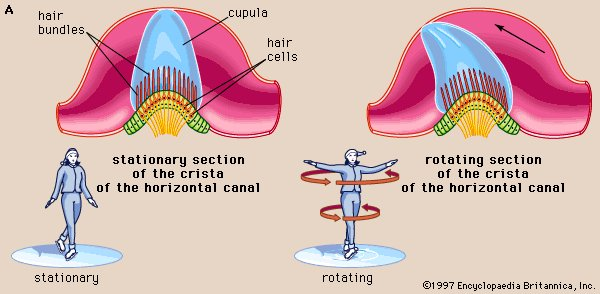 A
hair
bundles
cupula
hair
cells
stationary section
of the crista
of the horizontal canal
rotating section
of the crista
of the horizontal canal
stationary
rotating
©1997 Encyclopaedia Britannica, Inc.